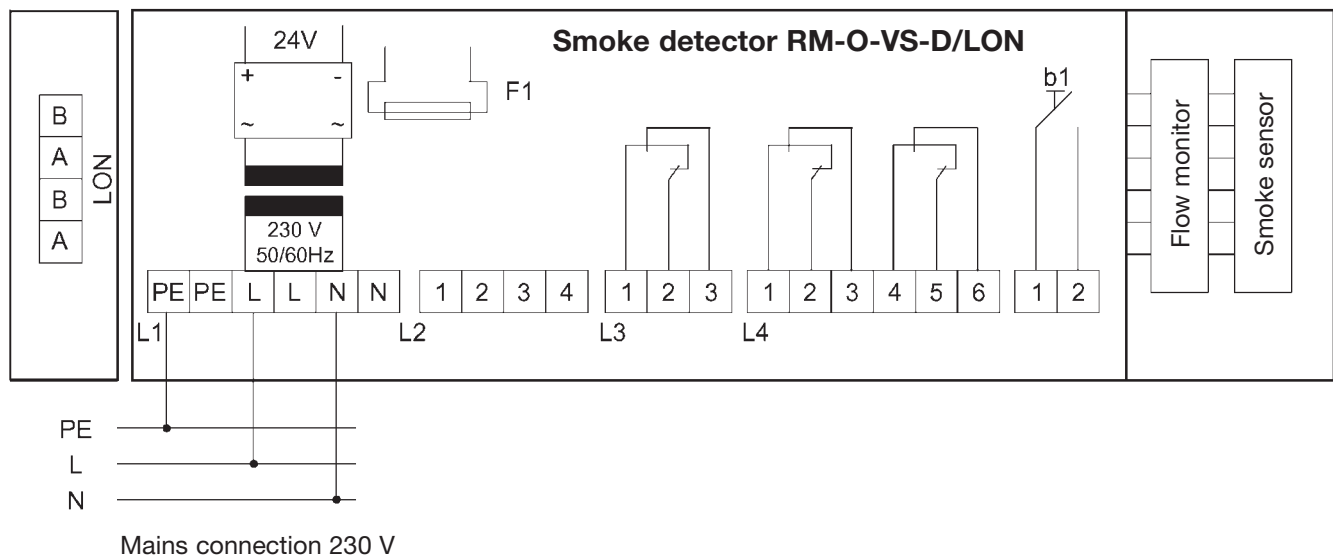 Smoke detector RM-O-VS-D/LON
24V
+ -
~ ~
F1
b1
B
A
B
A
LON
230 V
50/60Hz
PE PE L L N N
1 2 3 4
1 2 3
1 2 3 4 5 6
1 2
L1
L2
L3
L4
Flow monitor
Smoke sensor
PE
L
N
Mains connection 230 V